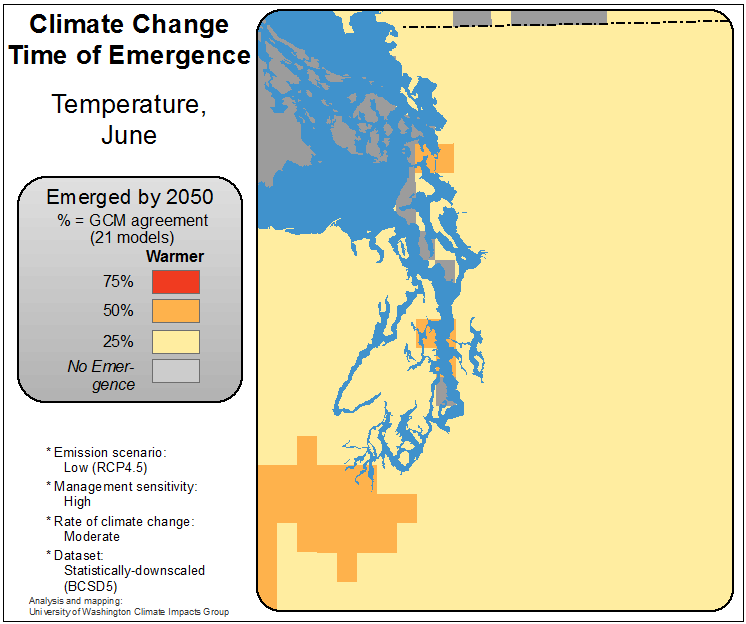 Climate Change
Time of Emergence
Temperature,
June
Emerged by 2050
% = GCM agreement
(21 models)
Warmer
75%
50%
25%
No Emer-
gence
* Emission scenario:
Low (RCP4.5)
* Management sensitivity:
High
* Rate of climate change:
Moderate
* Dataset:
Statistically-downscaled
(BCSD5)
Analysis and mapping:
University of Washington Climate Impacts Group